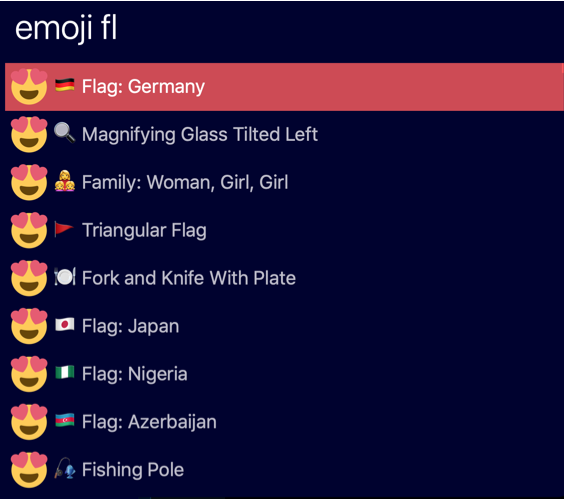 emoji fl
Flag: Germany
Magnifying Glass Tilted Left
Family: Woman, Girl, Girl
Triangular Flag
Fork and Knife With Plate
Flag: Japan
Flag: Nigeria
Flag: Azerbaijan
Fishing Pole